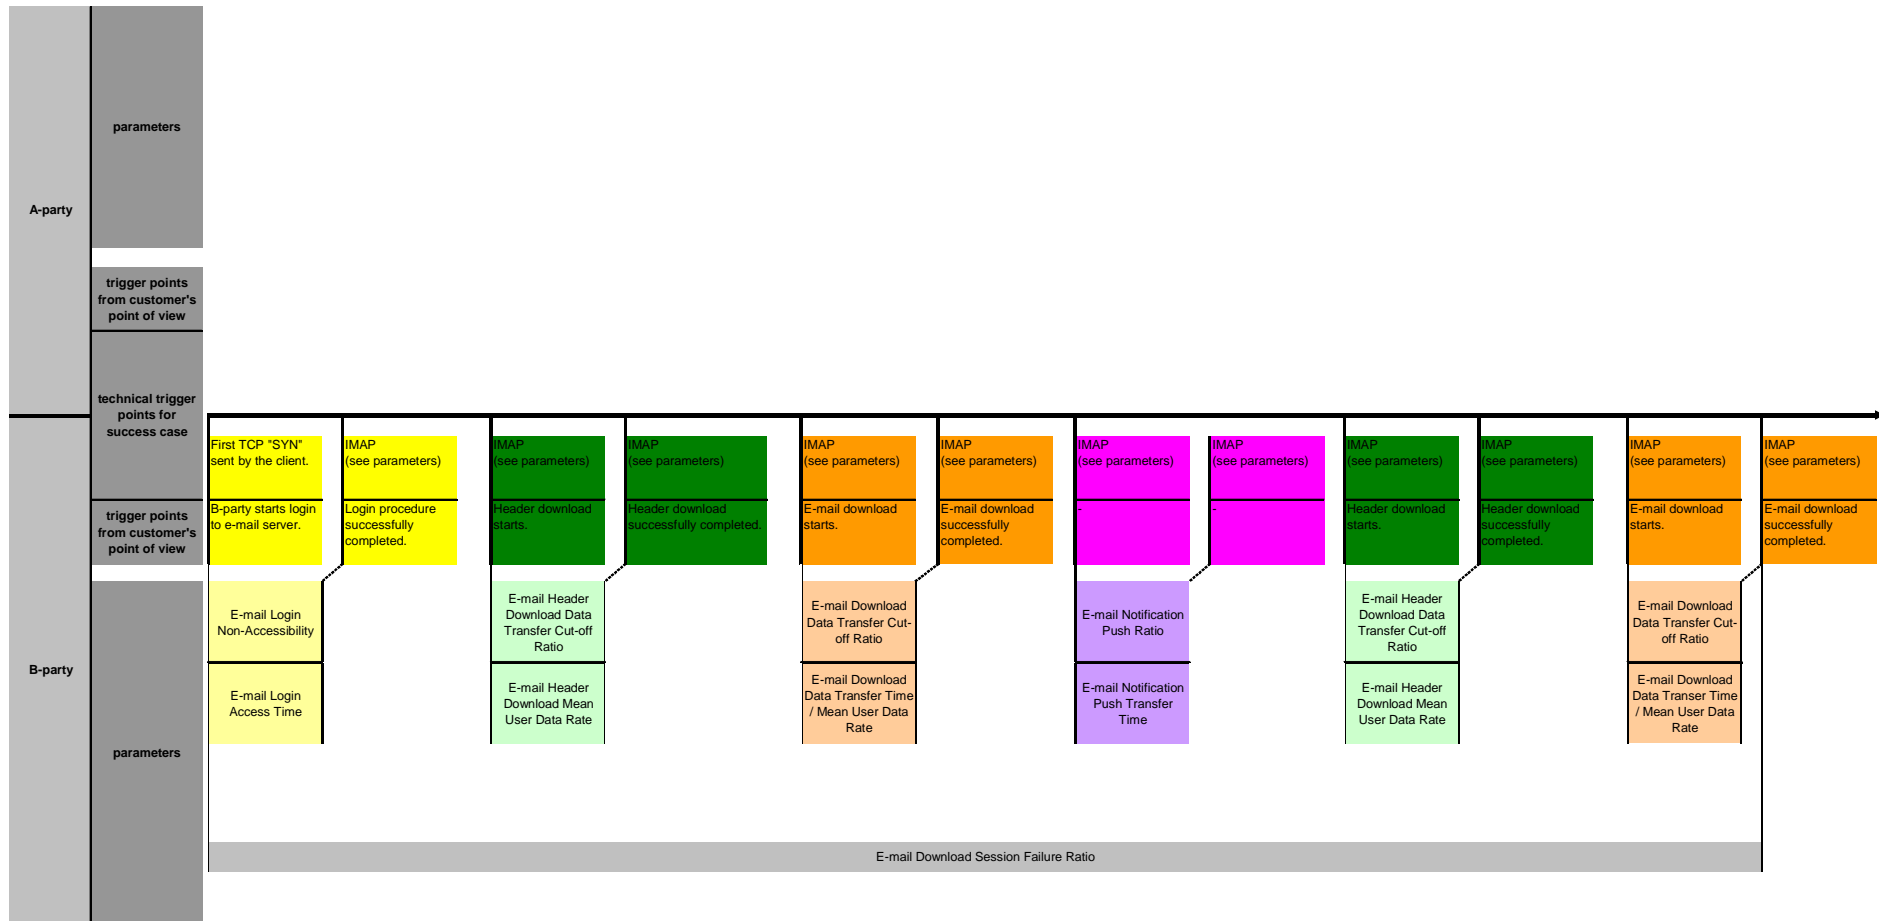 A-party
parameters
trigger points
from customer's
point of view
technical trigger
points for
success case
First TCP "SYN"
sent by the client.
IMAP
(see parameters)
IMAP
(see parameters)
IMAP
(see parameters)
IMAP
(see parameters)
IMAP
(see parameters)
IMAP
(see parameters)
IMAP
(see parameters)
IMAP
(see parameters)
IMAP
(see parameters)
IMAP
(see parameters)
IMAP
(see parameters)
B-party
trigger points
from customer's
point of view
B-party starts login
to e-mail server.
Login procedure
successfully
completed.
Header download
starts.
Header download
successfully completed.
E-mail download
starts.
E-mail download
successfully
completed.
-
-
Header download
starts.
Header download
successfully
completed.
E-mail download
starts.
E-mail download
successfully
completed.
parameters
E-mail Login
Non-Accessibility
E-mail Header
Download Data
Transfer Cut-off
Ratio
E-mail Download
Data Transfer Cut-
off Ratio
E-mail Notification
Push Ratio
E-mail Header
Download Data
Transfer Cut-off
Ratio
E-mail Download
Data Transfer Cut-
off Ratio
E-mail Login
Access Time
E-mail Header
Download Mean
User Data Rate
E-mail Download
Data Transfer Time
/ Mean User Data
Rate
E-mail Notification
Push Transfer
Time
E-mail Header
Download Mean
User Data Rate
E-mail Download
Data Transer Time
/ Mean User Data
Rate
E-mail Download Session Failure Ratio